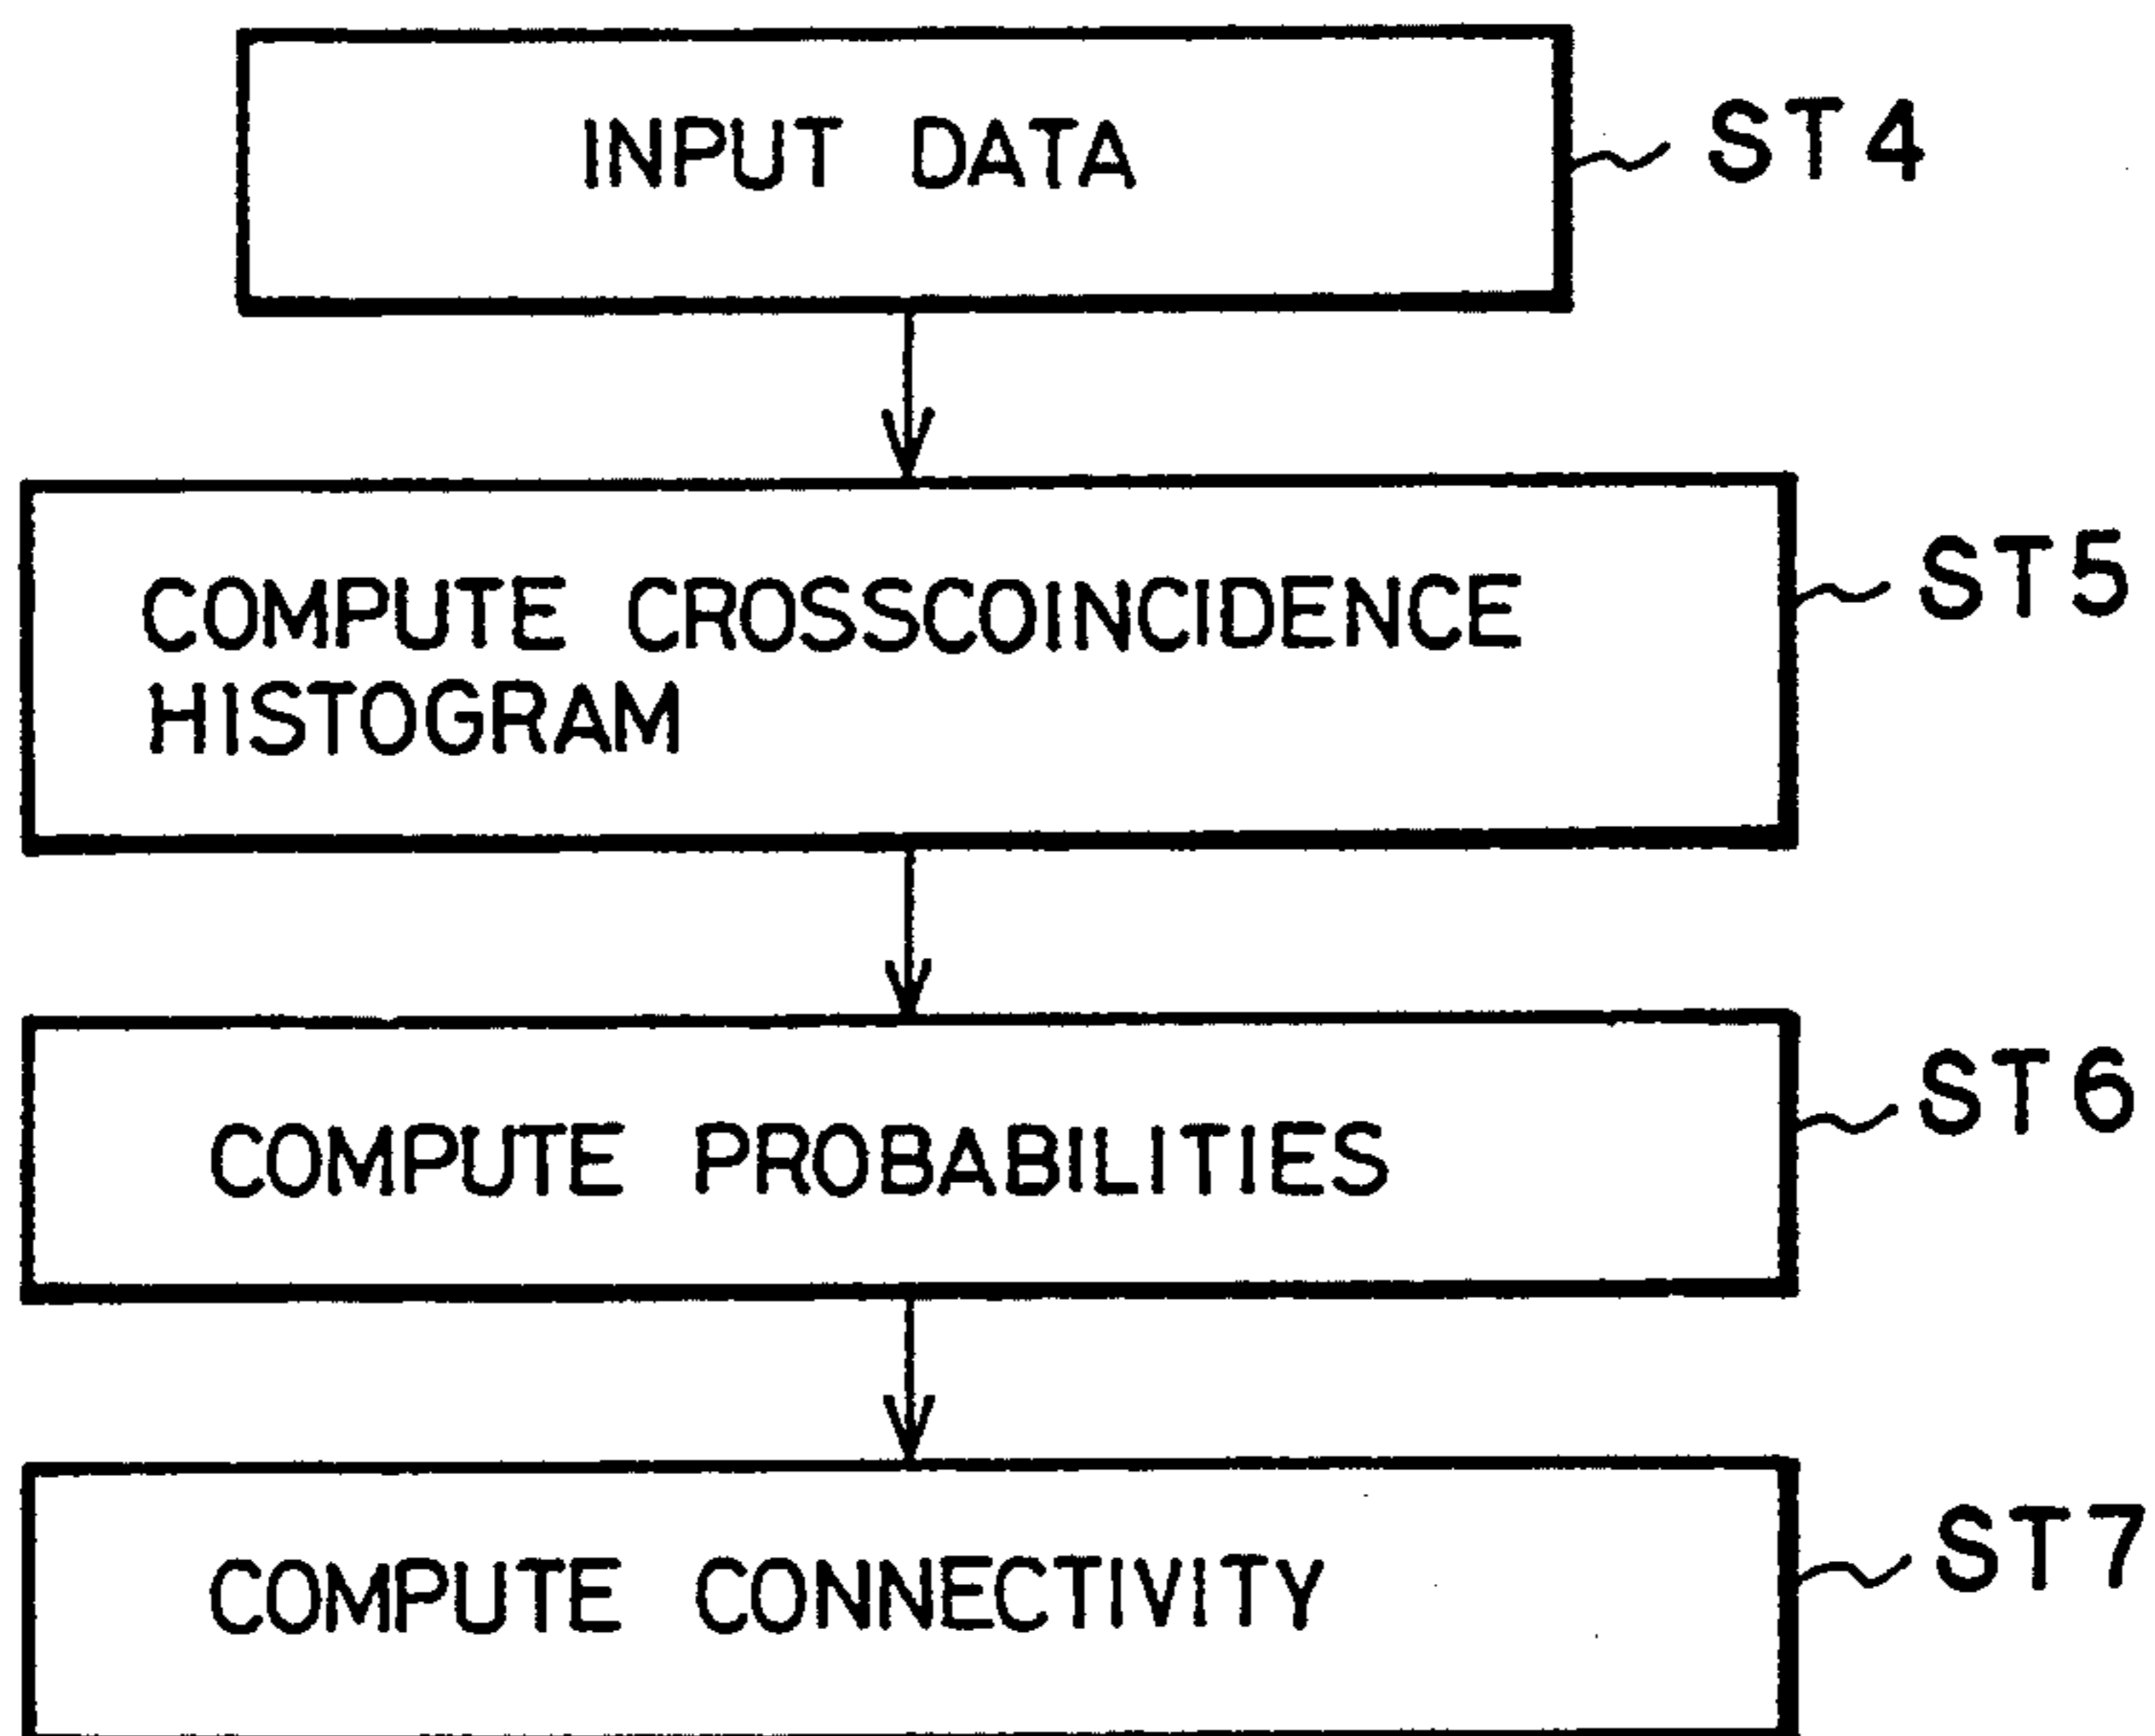 INPUT DATA
ST4
COMPUTE CROSSCOINCIDENCE
HISTOGRAM
ST5
COMPUTE PROBABILITIES
ST6
COMPUTE CONNECTIVITY
ST7